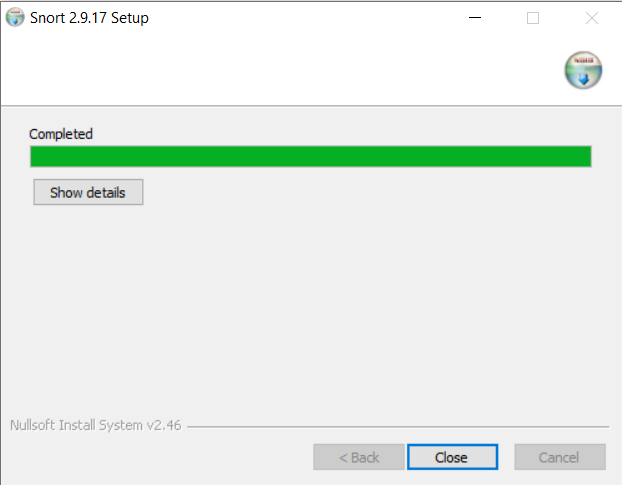 Snort 2.9.17 Setup
Completed
Show details
Nullsoft Install System v2.46
< Back
Close
Cancel